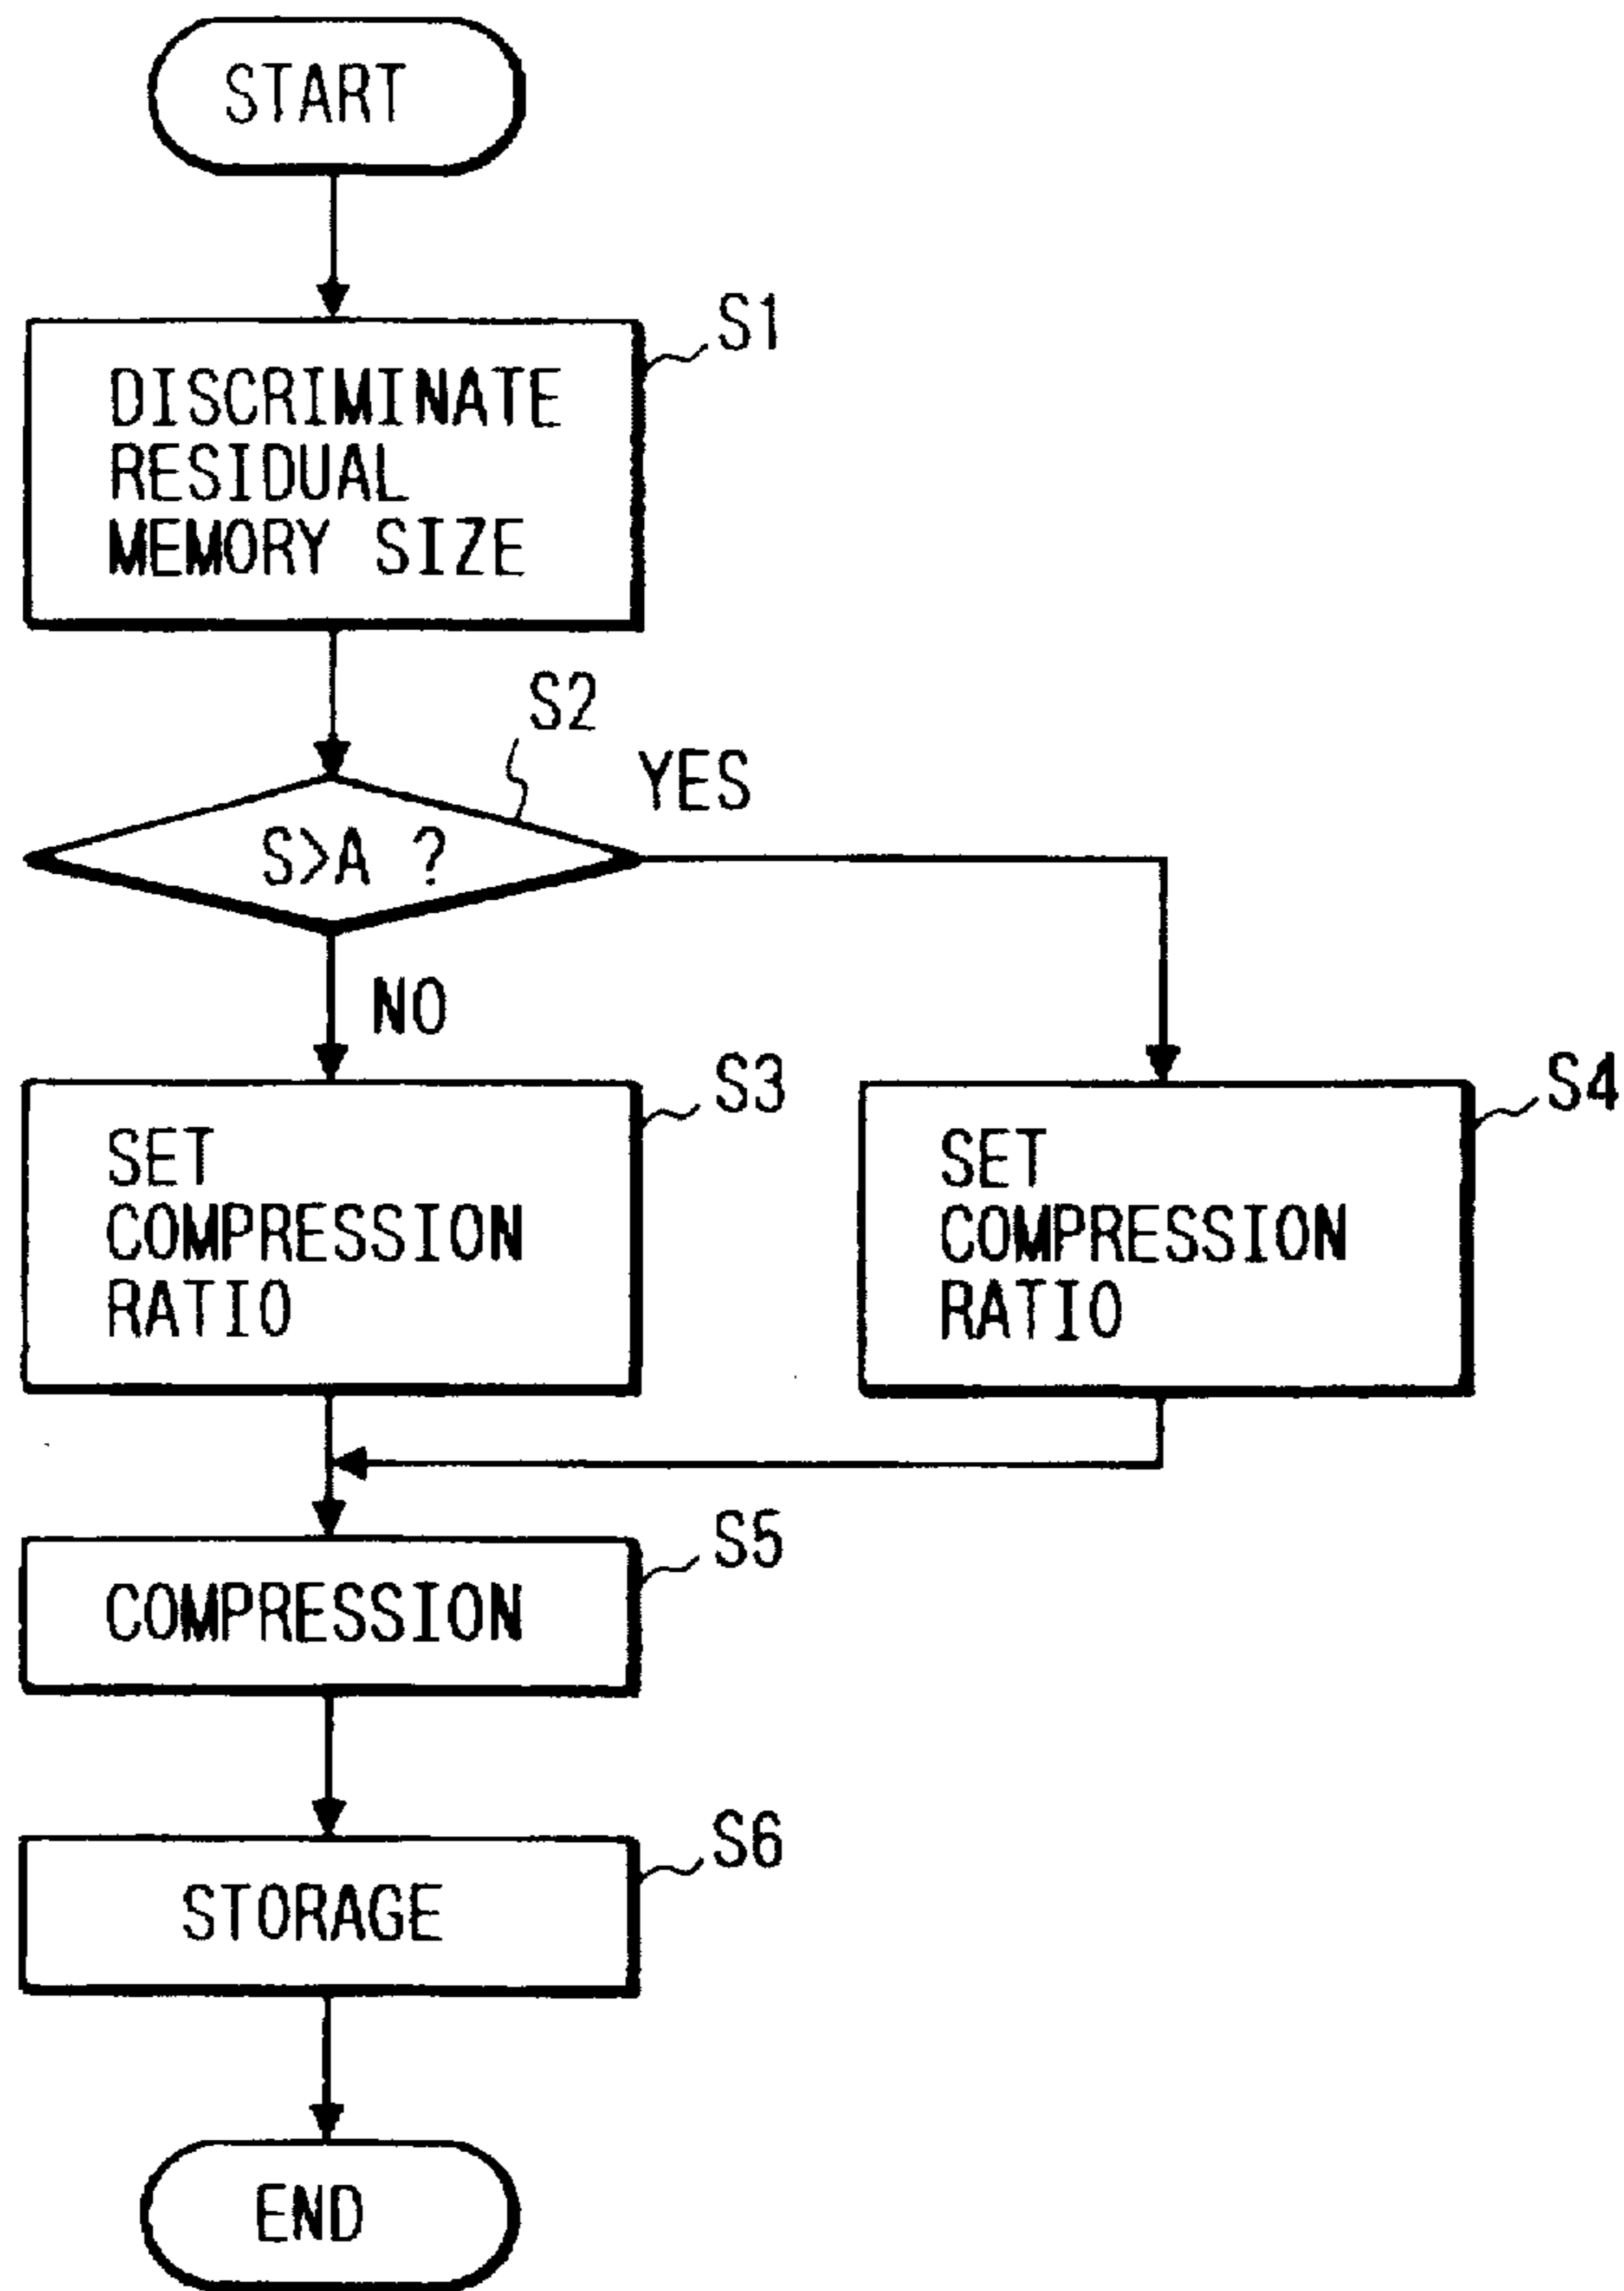 START
S1
DISCRIMINATE
RESIDUAL
MEMORY SIZE
S2
YES
S>A ?
NO
S3
SET
COMPRESSION
RATIO
S4
SET
COMPRESSION
RATIO
S5
COMPRESSION
S6
STORAGE
END